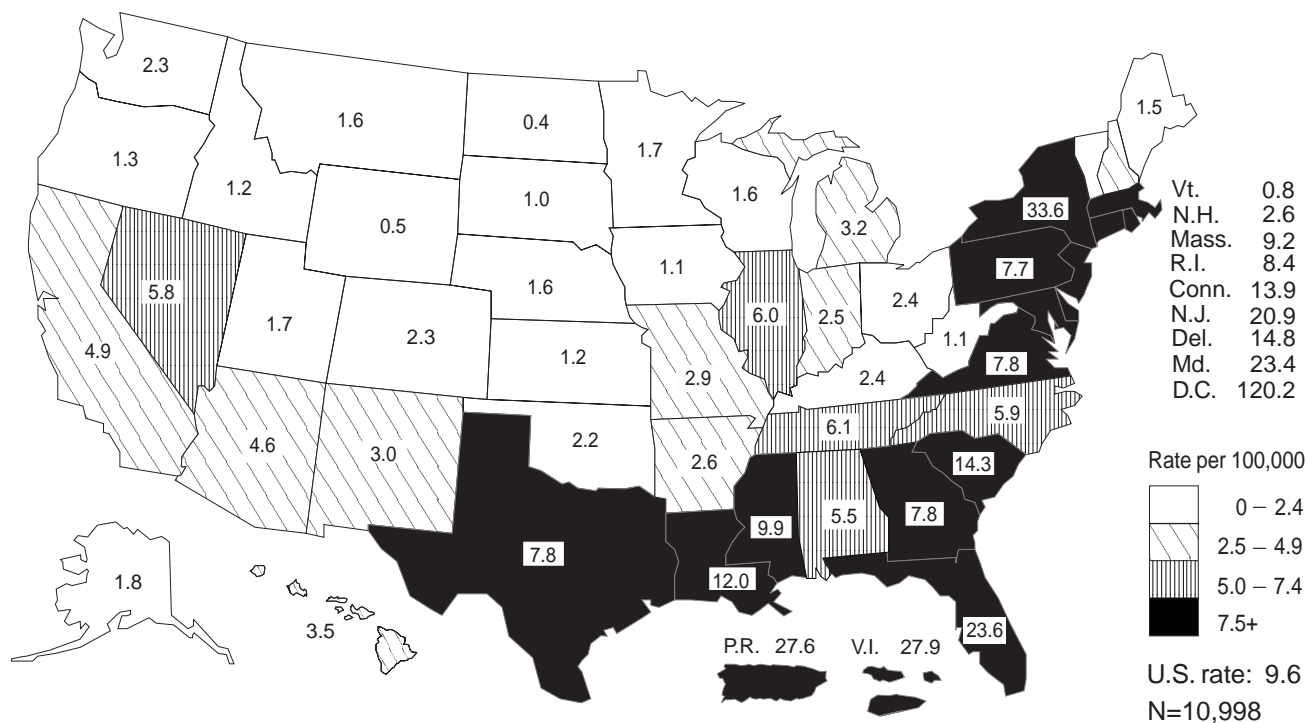 2.3
1.6
0.4
1.7
1.5
1.3
1.2
1.0
1.6
33.6
0.5
3.2
7.7
5.8
1.6
1.1
2.4
1.7
2.3
6.0
2.5
1.1
4.9
1.2
2.9
2.4
7.8
4.6
3.0
2.2
2.6
6.1
5.9
14.3
7.8
9.9
5.5
7.8
12.0
23.6
1.8
3.5
P.R. 27.6
V.I. 27.9
Vt. 0.8
N.H. 2.6
Mass. 9.2
R.I. 8.4
Conn. 13.9
N.J. 20.9
Del. 14.8
Md. 23.4
D.C. 120.2
Rate per 100,000
0 – 2.4
2.5 – 4.9
5.0 – 7.4
7.5+
U.S. rate: 9.6
N=10,998